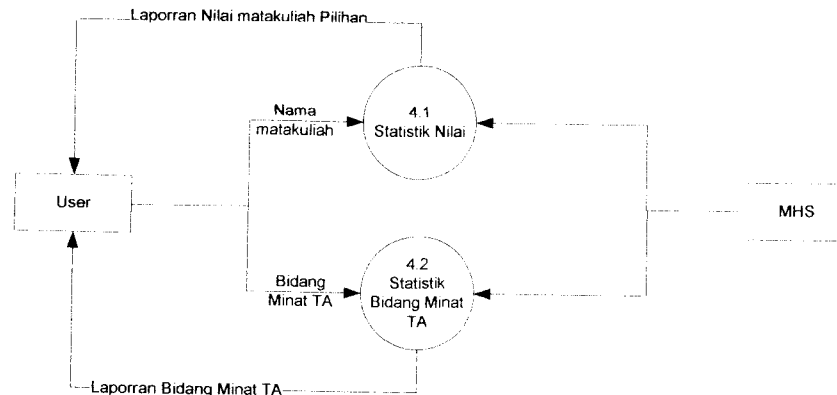 Laporran Nilai matakuliah Pilihan
4.1
Statistik Nilai
Nama
matakuliah
User
MHS
4.2
Statistik
Bidang Minat
TA
Bidang
Minat TA
Laporran Bidang Minat TA